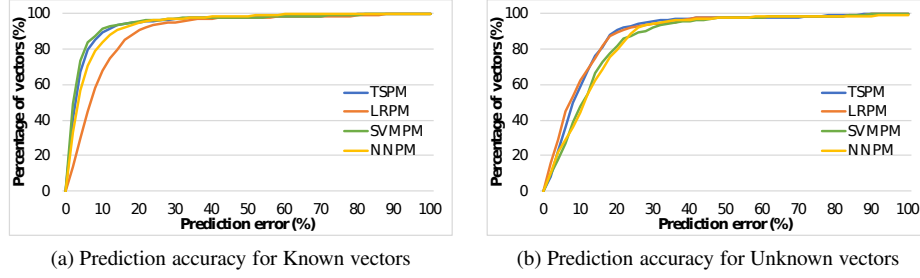 Percentage of vectors (%)
100
80
60
40
20
0
TSPM
LRPM
SVMPM
NNPM
0 10 20 30 40 50 60 70 80 90 100
Prediction error (%)
(a) Prediction accuracy for Known vectors
Percentage of vectors (%)
100
80
60
40
20
0
TSPM
LRPM
SVMPM
NNPM
0 10 20 30 40 50 60 70 80 90 100
Prediction error (%)
(b) Prediction accuracy for Unknown vectors